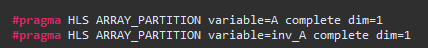 #pragma HLS ARRAY_PARTITION variable=A complete dim=1
#pragma HLS ARRAY_PARTITION variable=inv_A complete dim=1